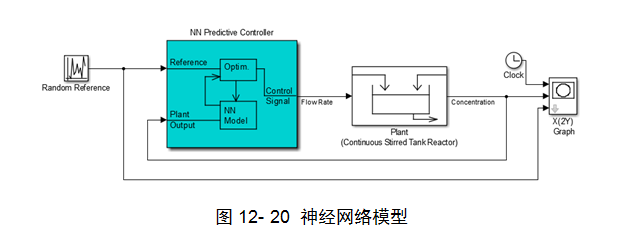 NN Predictive Controller
Reference
Optim.
Control
Signal
Plant
Output
NN
Model
Random Reference
Flow Rate
Plant
(Continuous Stirred Tank Reactor)
Concentration
Clock
X(2Y)
Graph
图 12- 20 神经网络模型